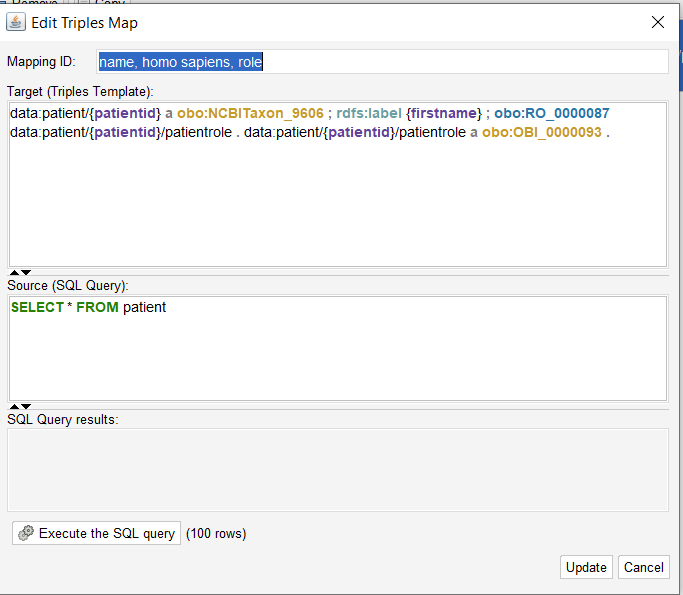 Remove Copy
Edit Triples Map
Mapping ID: name, homo sapiens, role
Target (Triples Template):
data:patient/{patientid} a obo:NCBITaxon_9606 ; rdfs:label {firstname} ; obo:RO_0000087
data:patient/{patientid}/patientrole . data:patient/{patientid}/patientrole a obo:OBI_0000093 .
Source (SQL Query):
SELECT * FROM patient
SQL Query results:
Execute the SQL query (100 rows)
Update Cancel